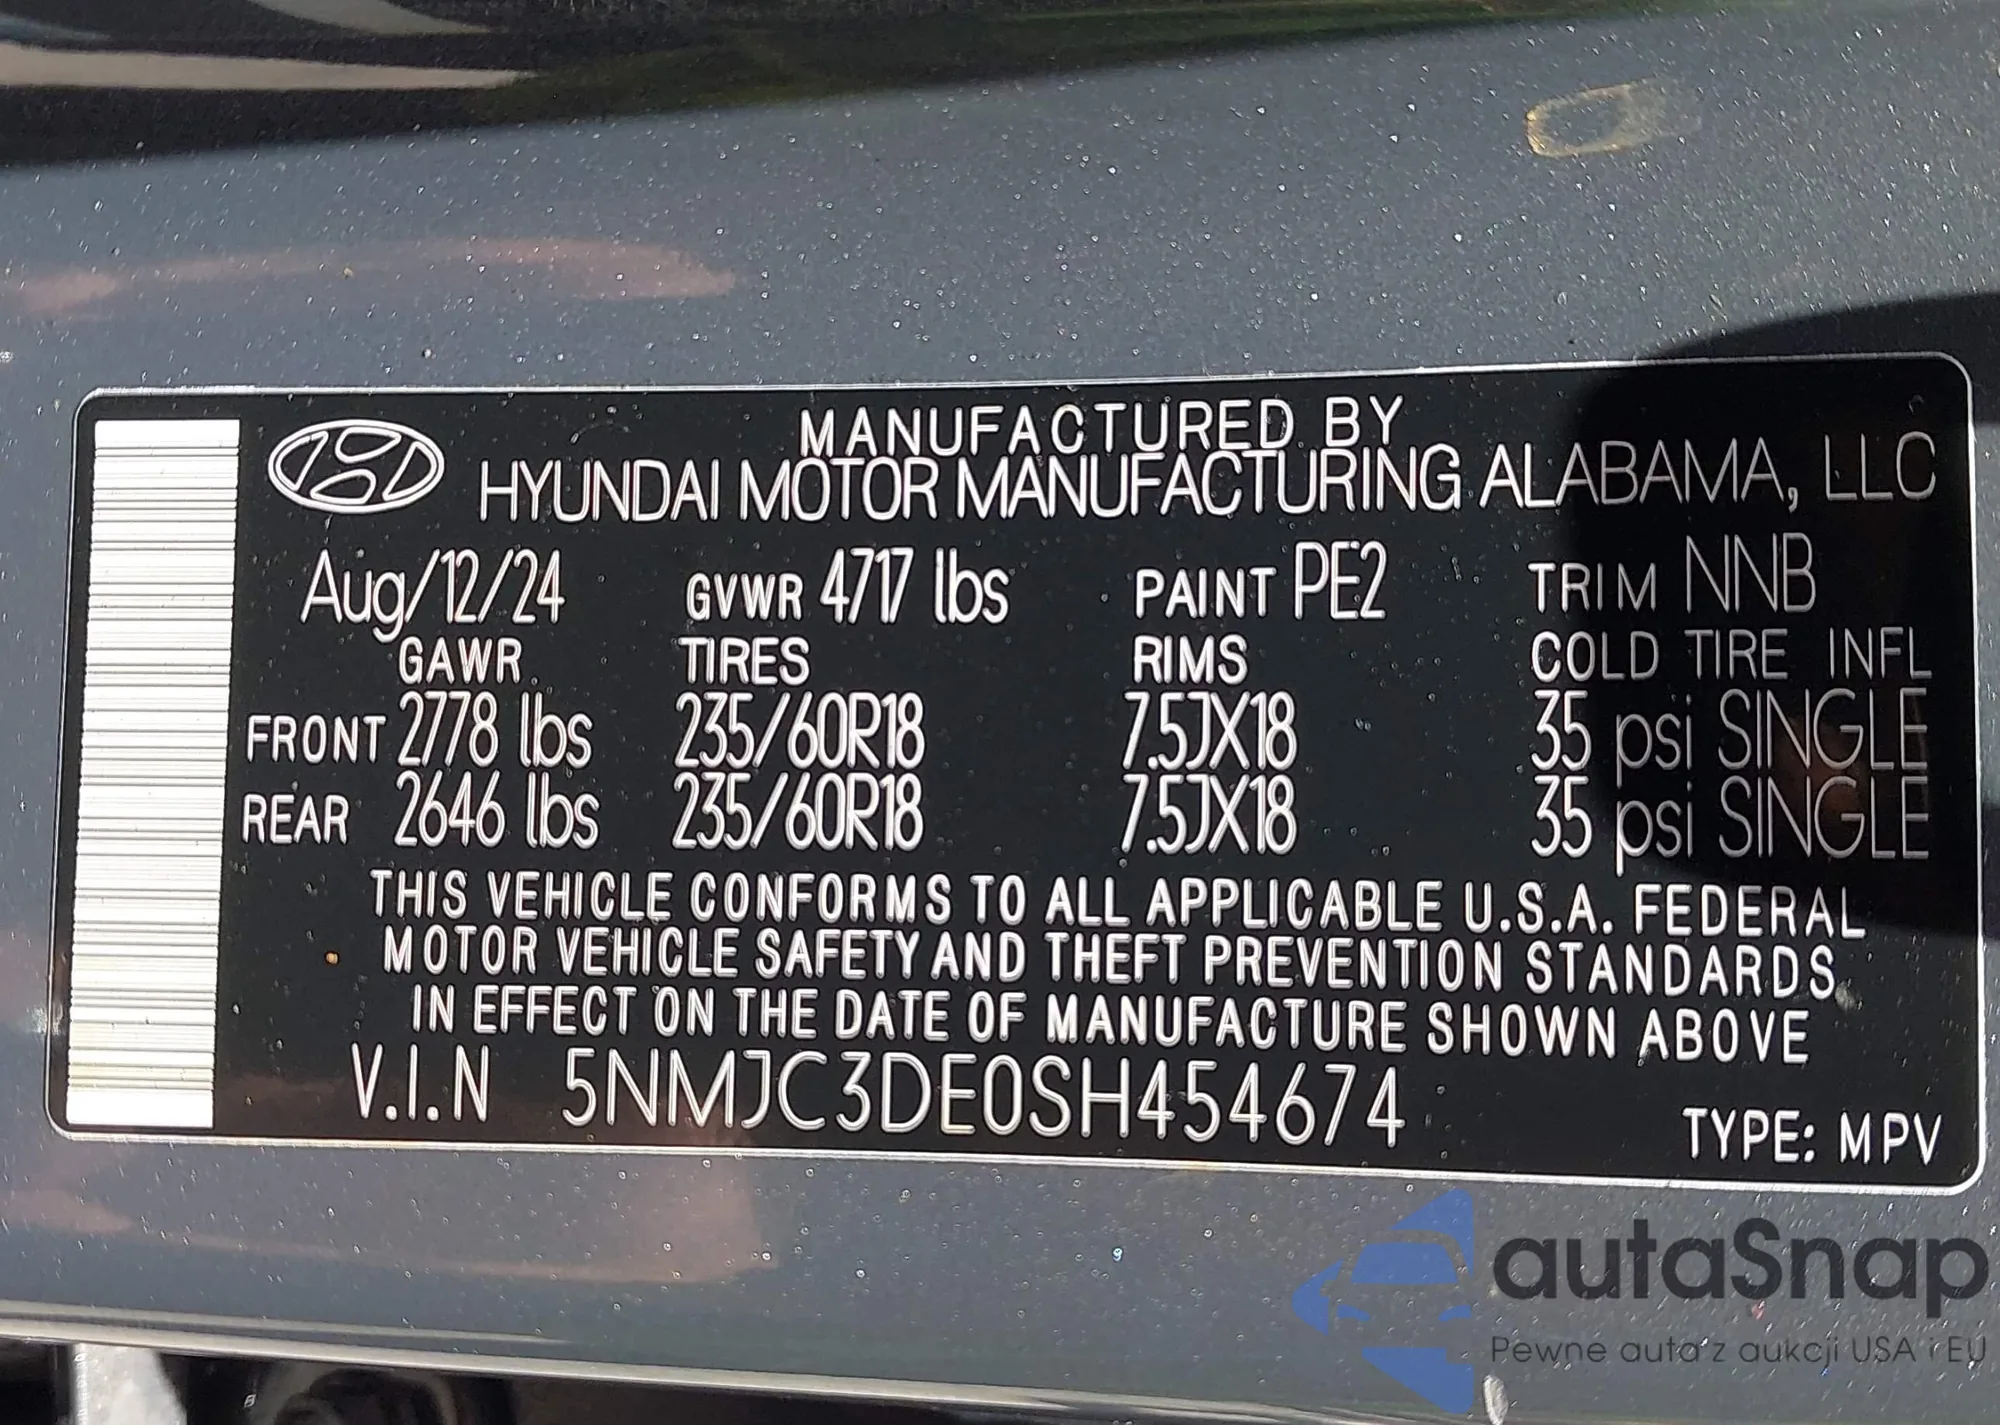 MANUFACTURED BY
HYUNDAI MOTOR MANUFACTURING ALABAMA, LLC
Aug/12/24 GVWR 4717 lbs PAINT PE2 TRIM NNB
GAWR TIRES RIMS COLD TIRE INFL
FRONT 2778 lbs 235/60R18 7.5JX18 35 psi SINGLE
REAR 2646 lbs 235/60R18 7.5JX18 35 psi SINGLE
THIS VEHICLE CONFORMS TO ALL APPLICABLE U.S.A. FEDERAL
MOTOR VEHICLE SAFETY AND THEFT PREVENTION STANDARDS
IN EFFECT ON THE DATE OF MANUFACTURE SHOWN ABOVE
V.I.N 5NMJC3DE0SH454674
TYPE: MPV
autaSnap
Pewne auta z aukcji USA i EU